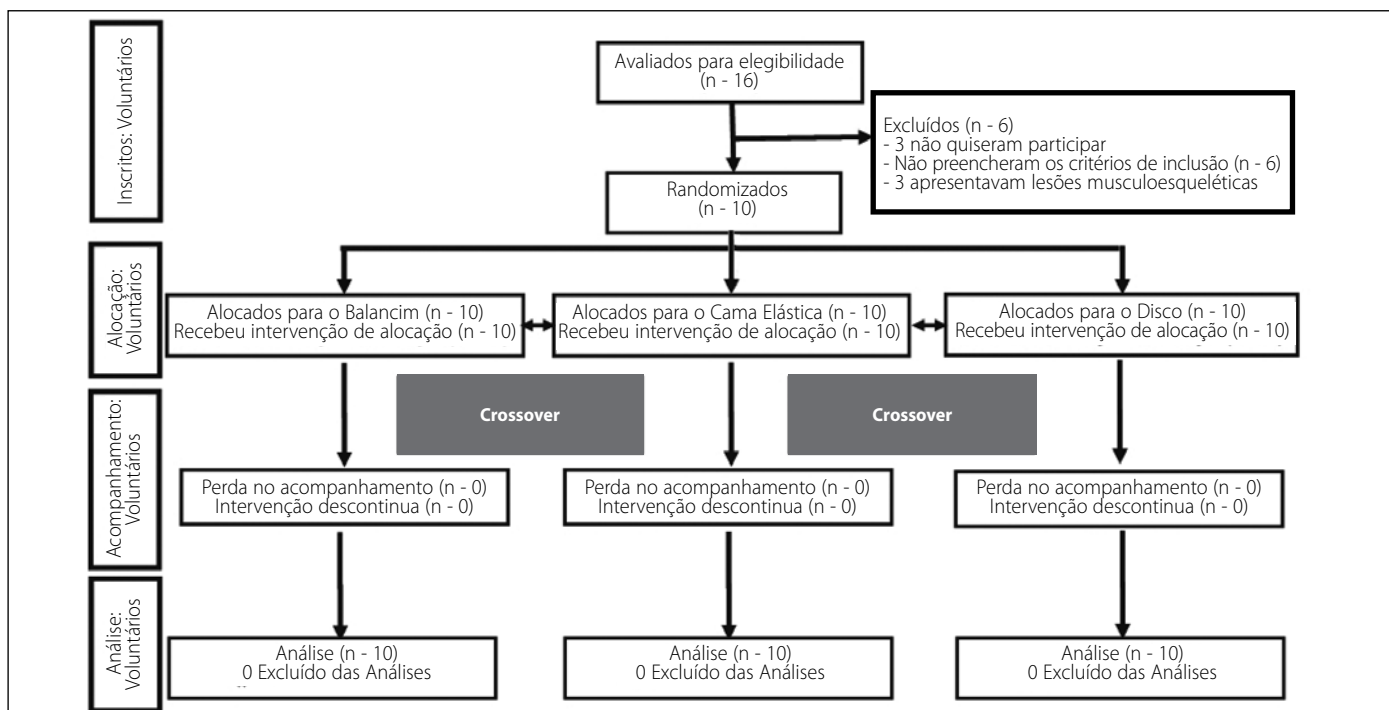 Inscritos: Voluntários
Avaliados para elegibilidade
(n - 16)
Excluídos (n - 6)
- 3 não quiseram participar
- Não preencheram os critérios de inclusão (n - 6)
- 3 apresentavam lesões musculoesqueléticas
Randomizados
(n - 10)
Alocação:
Voluntários
Alocados para o Balancim (n - 10)
Recebeu intervenção de alocação (n - 10)
Alocados para o Cama Elástica (n - 10)
Recebeu intervenção de alocação (n - 10)
Alocados para o Disco (n - 10)
Recebeu intervenção de alocação (n - 10)
Crossover
Crossover
Acompanhamento:
Voluntários
Perda no acompanhamento (n - 0)
Intervenção descontinua (n - 0)
Perda no acompanhamento (n - 0)
Intervenção descontinua (n - 0)
Perda no acompanhamento (n - 0)
Intervenção descontinua (n - 0)
Análise:
Voluntários
Análise (n - 10)
0 Excluído das Análises
Análise (n - 10)
0 Excluído das Análises
Análise (n - 10)
0 Excluído das Análises